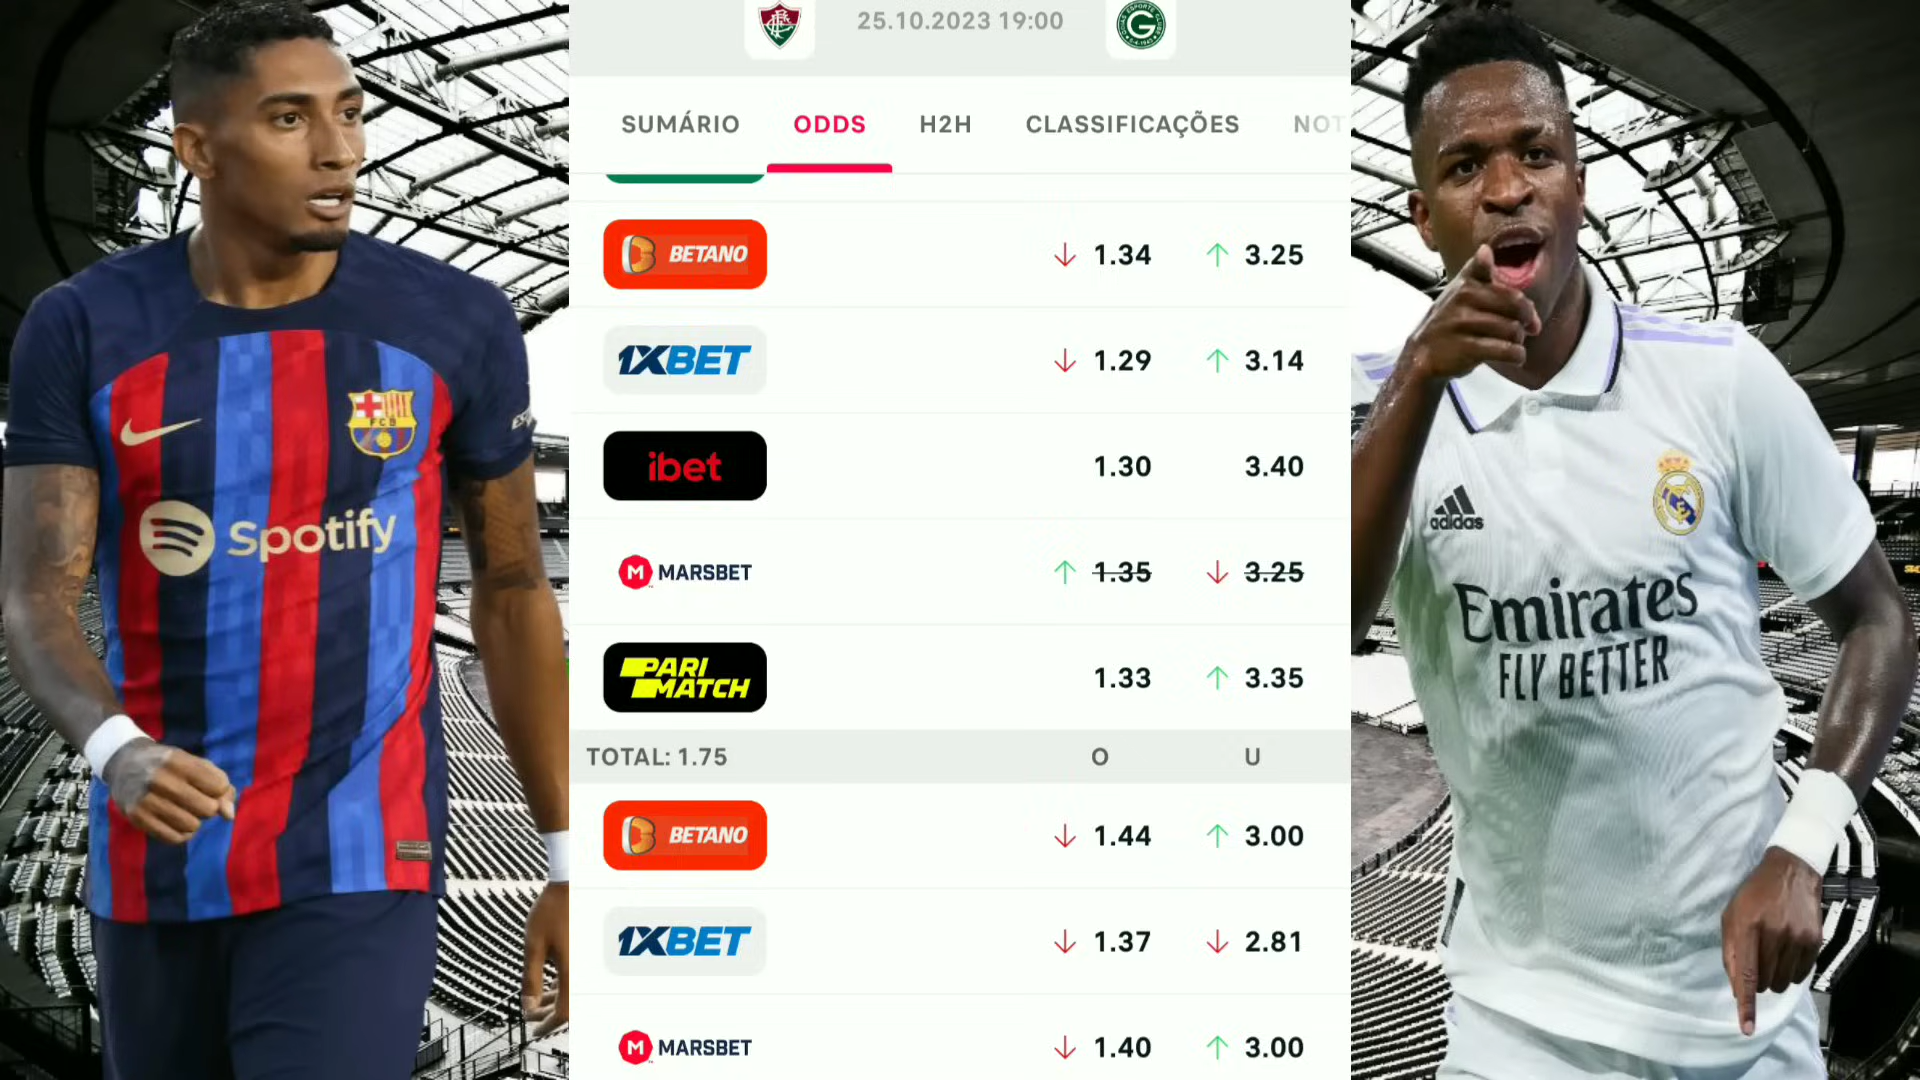 25.10.2023 19:00
SUMÁRIO ODDS H2H CLASSIFICAÇÕES NOT
BETANO 1.34 3.25
1XBET 1.29 3.14
ibet 1.30 3.40
M MARSBET 1.35 3.25
PARI
MATCH 1.33 3.35
TOTAL: 1.75 O U
BETANO 1.44 3.00
1XBET 1.37 2.81
M MARSBET 1.40 3.00
FCB
Spotify
adidas
Emirates
FLY BETTER